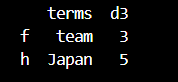 terms d3
f team 3
h Japan 5